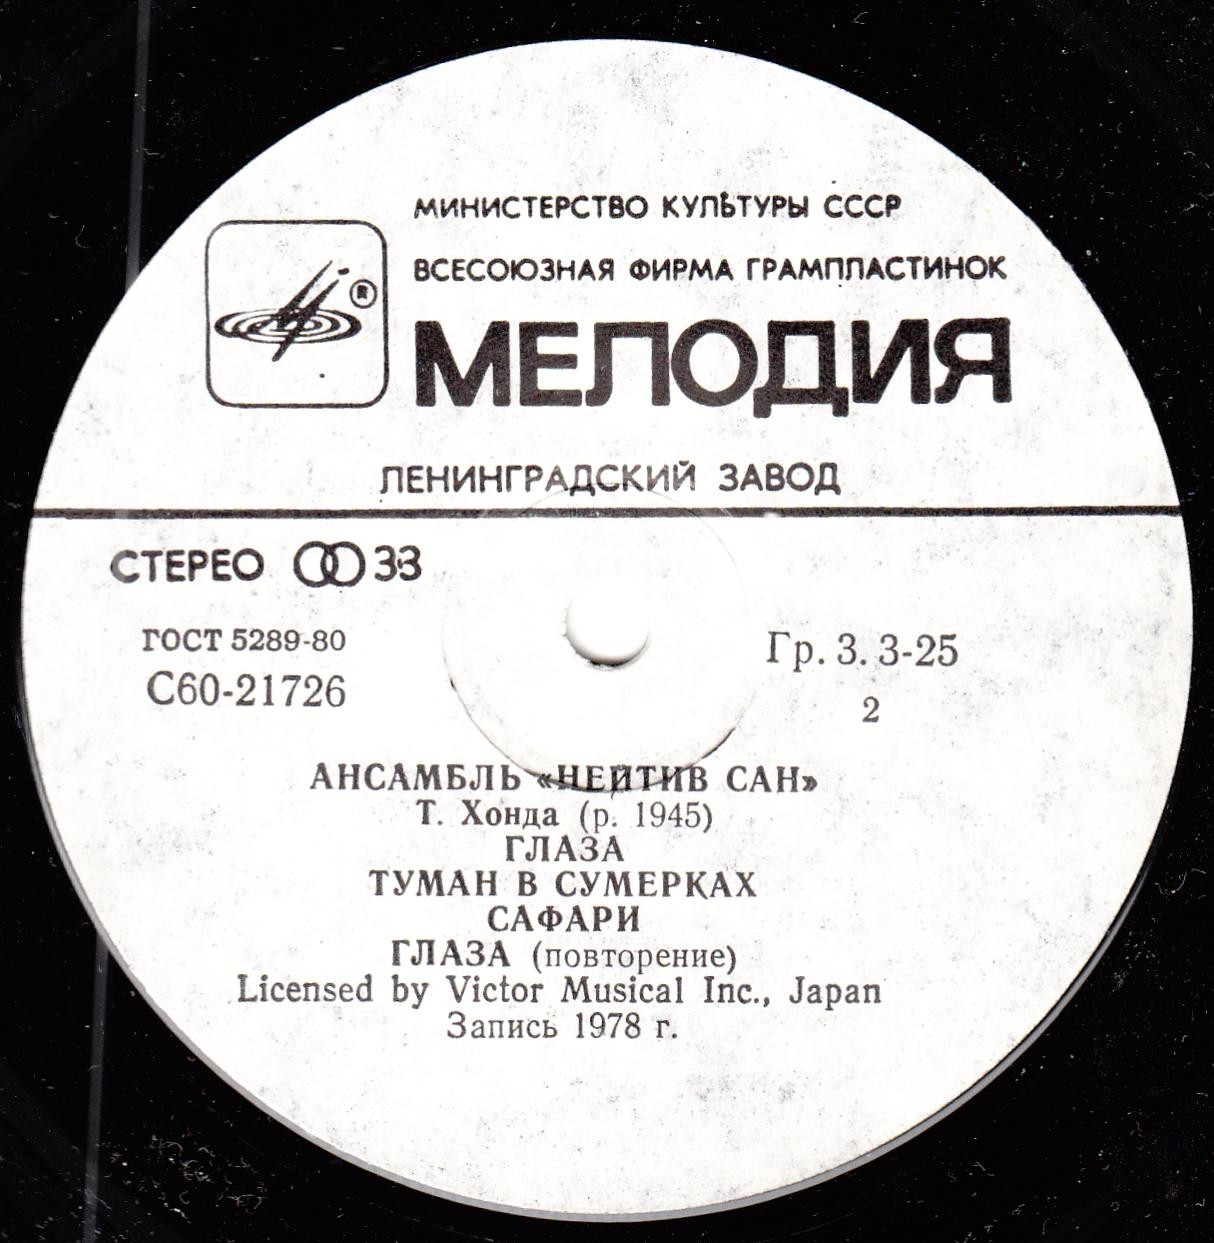 МИНИСТЕРСТВО КУЛЬТУРЫ СССР
ВСЕСОЮЗНАЯ ФИРМА ГРАМПЛАСТИНОК
®
МЕЛОДИЯ
ЛЕНИНГРАДСКИЙ ЗАВОД
СТЕРЕО 33
ГОСТ 5289-80
Гр. 3. 3-25
С60-21726
2
АНСАМБЛЬ «НЕЙТИВ САН»
Т. Хонда (р. 1945)
ГЛАЗА
ТУМАН В СУМЕРКАХ
САФАРИ
ГЛАЗА (повторение)
Licensed by Victor Musical Inc., Japan
Запись 1978 г.